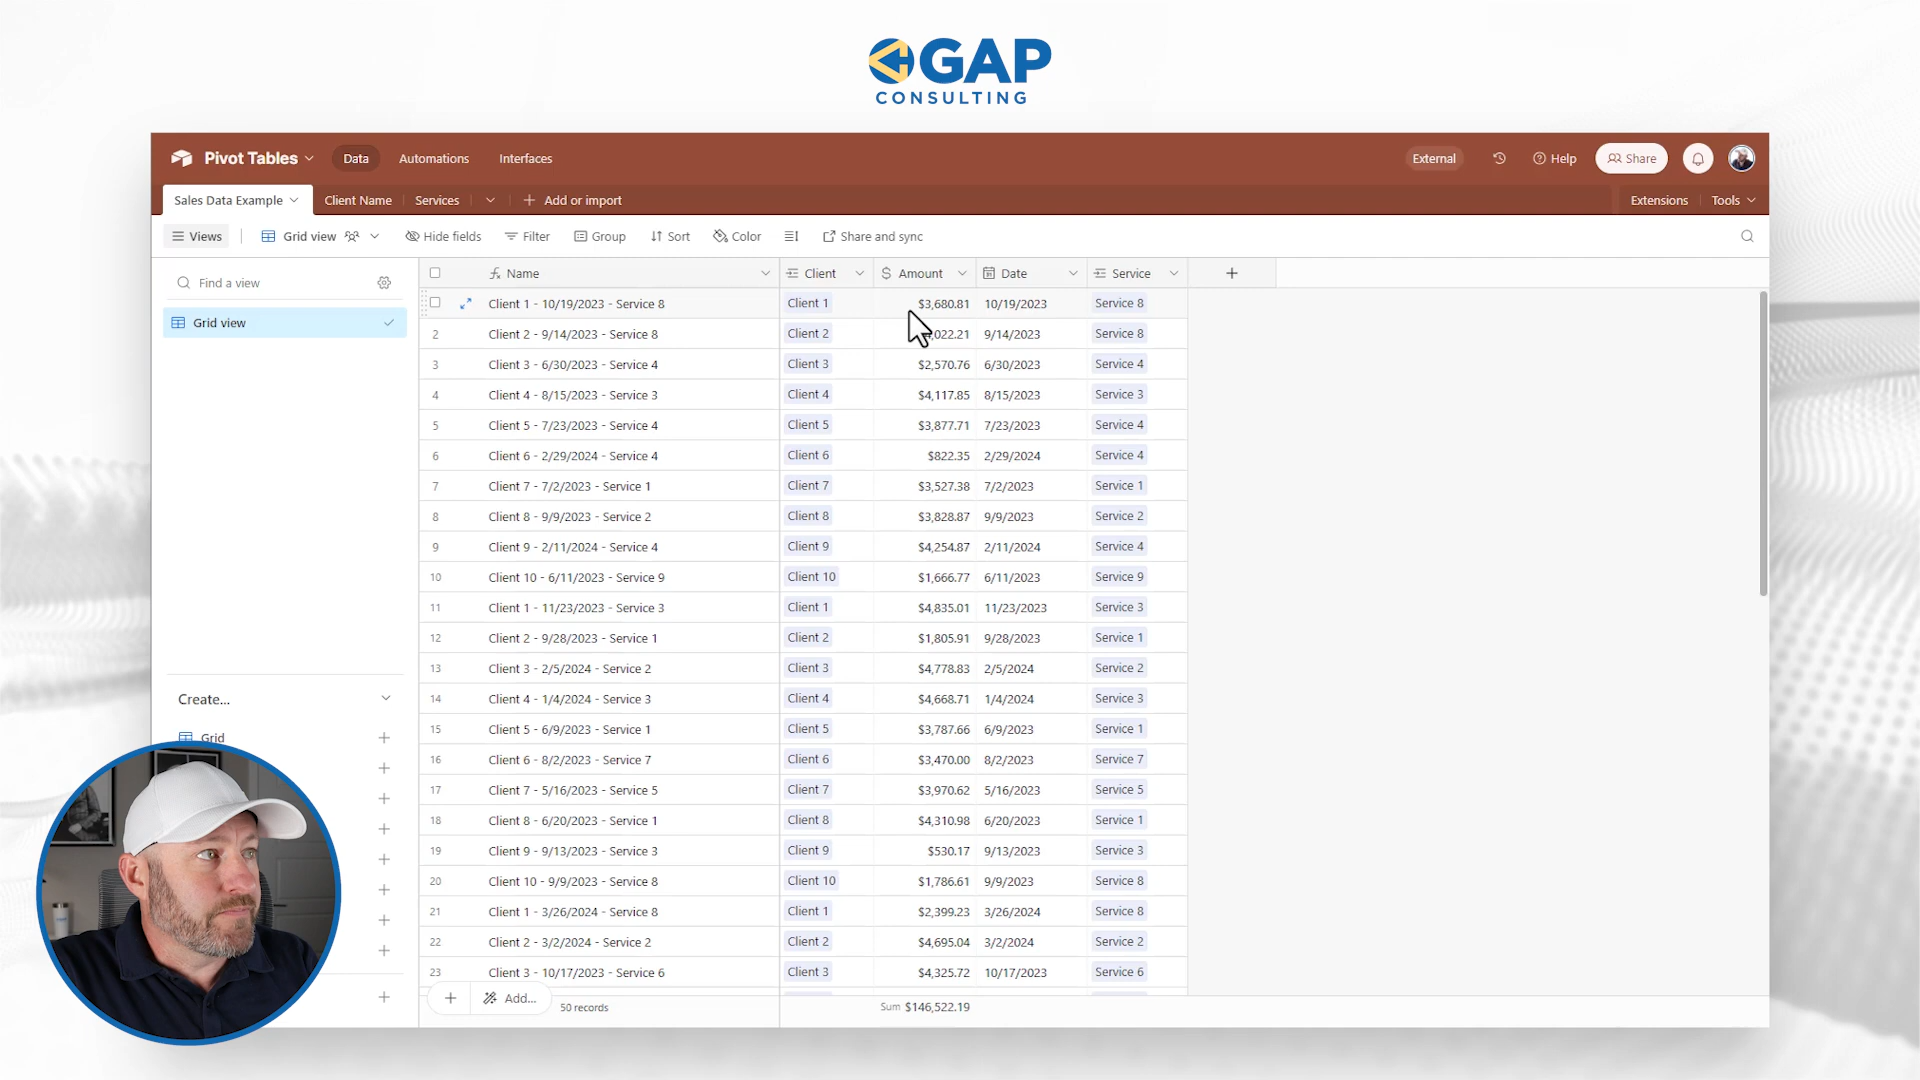 GAP
CONSULTING
Pivot Tables Data Automations Interfaces External Help Share
Sales Data Example Client Name Services Add or import Extensions Tools
Views Grid view Hide fields Filter Group Sort Color Share and sync
Find a view Name Client Amount Date Service
Grid view
Client 1 - 10/19/2023 - Service 8 Client 1 $3,680.81 10/19/2023 Service 8
2 Client 2 - 9/14/2023 - Service 8 Client 2 ,022.21 9/14/2023 Service 8
3 Client 3 - 6/30/2023 - Service 4 Client 3 $2,570.76 6/30/2023 Service 4
4 Client 4 - 8/15/2023 - Service 3 Client 4 $4,117.85 8/15/2023 Service 3
5 Client 5 - 7/23/2023 - Service 4 Client 5 $3,877.71 7/23/2023 Service 4
6 Client 6 - 2/29/2024 - Service 4 Client 6 $822.35 2/29/2024 Service 4
7 Client 7 - 7/2/2023 - Service 1 Client 7 $3,527.38 7/2/2023 Service 1
8 Client 8 - 9/9/2023 - Service 2 Client 8 $3,828.87 9/9/2023 Service 2
9 Client 9 - 2/11/2024 - Service 4 Client 9 $4,254.87 2/11/2024 Service 4
10 Client 10 - 6/11/2023 - Service 9 Client 10 $1,666.77 6/11/2023 Service 9
11 Client 1 - 11/23/2023 - Service 3 Client 1 $4,835.01 11/23/2023 Service 3
12 Client 2 - 9/28/2023 - Service 1 Client 2 $1,805.91 9/28/2023 Service 1
13 Client 3 - 2/5/2024 - Service 2 Client 3 $4,778.83 2/5/2024 Service 2
14 Client 4 - 1/4/2024 - Service 3 Client 4 $4,668.71 1/4/2024 Service 3
15 Client 5 - 6/9/2023 - Service 1 Client 5 $3,787.66 6/9/2023 Service 1
16 Client 6 - 8/2/2023 - Service 7 Client 6 $3,470.00 8/2/2023 Service 7
17 Client 7 - 5/16/2023 - Service 5 Client 7 $3,970.62 5/16/2023 Service 5
18 Client 8 - 6/20/2023 - Service 1 Client 8 $4,310.98 6/20/2023 Service 1
19 Client 9 - 9/13/2023 - Service 3 Client 9 $530.17 9/13/2023 Service 3
20 Client 10 - 9/9/2023 - Service 8 Client 10 $1,786.61 9/9/2023 Service 8
21 Client 1 - 3/26/2024 - Service 8 Client 1 $2,399.23 3/26/2024 Service 8
22 Client 2 - 3/2/2024 - Service 2 Client 2 $4,695.04 3/2/2024 Service 2
23 Client 3 - 10/17/2023 - Service 6 Client 3 $4,325.72 10/17/2023 Service 6
Create...
Grid
Add... 50 records Sum $146,522.19